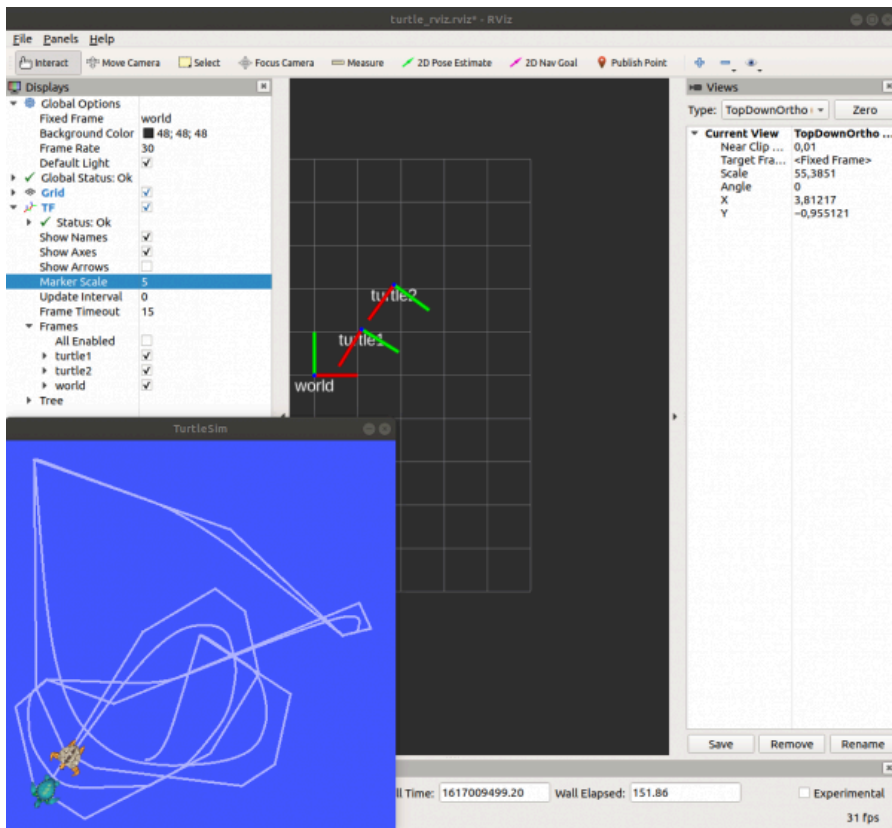 turtle_rviz.rviz* - RViz
File Panels Help
Interact Move Camera Select Focus Camera Measure 2D Pose Estimate 2D Nav Goal Publish Point
Displays
Global Options
Fixed Frame world
Background Color 48; 48; 48
Frame Rate 30
Default Light ✓
Global Status: Ok
Grid
TF
Status: Ok
Show Names
Show Axes
Show Arrows
Marker Scale 5
Update Interval 0
Frame Timeout 15
Frames
All Enabled
turtle1
turtle2
world
Tree
turtle2
turtle1
world
Views
Type: TopDownOrtho Zero
Current View TopDownOrtho ...
Near Clip ... 0,01
Target Fra... <Fixed Frame>
Scale 55,3851
Angle 0
X 3,81217
Y −0,955121
Save Remove Rename
TurtleSim
ll Time: 1617009499.20 Wall Elapsed: 151.86 Experimental
31 fps